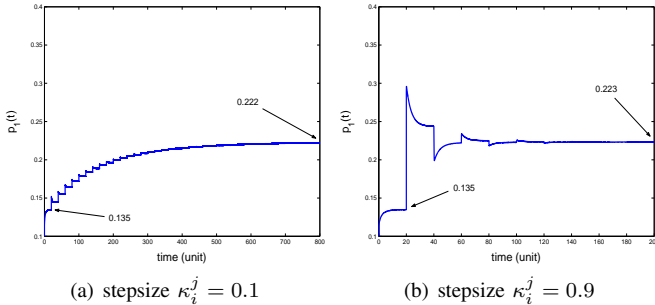 0.4
0.35
0.3
0.25
0.2
0.15
0.1
p₁(t)
0.222
0.135
0 100 200 300 400 500 600 700 800
time (unit)
(a) stepsize κᵢʲ = 0.1
0.4
0.35
0.3
0.25
0.2
0.15
0.1
p₁(t)
0.223
0.135
0 20 40 60 80 100 120 140 160 180 200
time (unit)
(b) stepsize κᵢʲ = 0.9